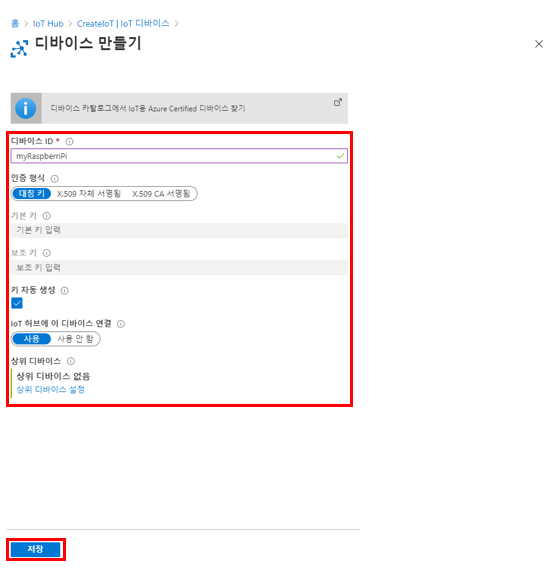 홈 > IoT Hub > CreateIoT | IoT 디바이스 >
디바이스 만들기
디바이스 카탈로그에서 IoT용 Azure Certified 디바이스 찾기
디바이스 ID *
myRaspberriPi
인증 형식
대칭 키 X.509 자체 서명됨 X.509 CA 서명됨
기본 키
기본 키 입력
보조 키
보조 키 입력
키 자동 생성
IoT 허브에 이 디바이스 연결
사용 사용 안 함
상위 디바이스
상위 디바이스 없음
상위 디바이스 설정
저장